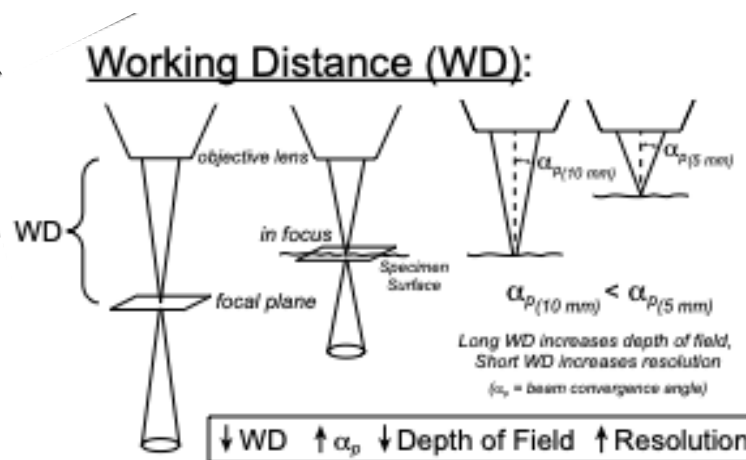 Working Distance (WD):
objective lens
WD
focal plane
in focus
Specimen
Surface
αp(10 mm)
αp(5 mm)
αp(10 mm) < αp(5 mm)
Long WD increases depth of field,
Short WD increases resolution
(αp = beam convergence angle)
↓ WD ↑ αp ↓ Depth of Field ↑ Resolution